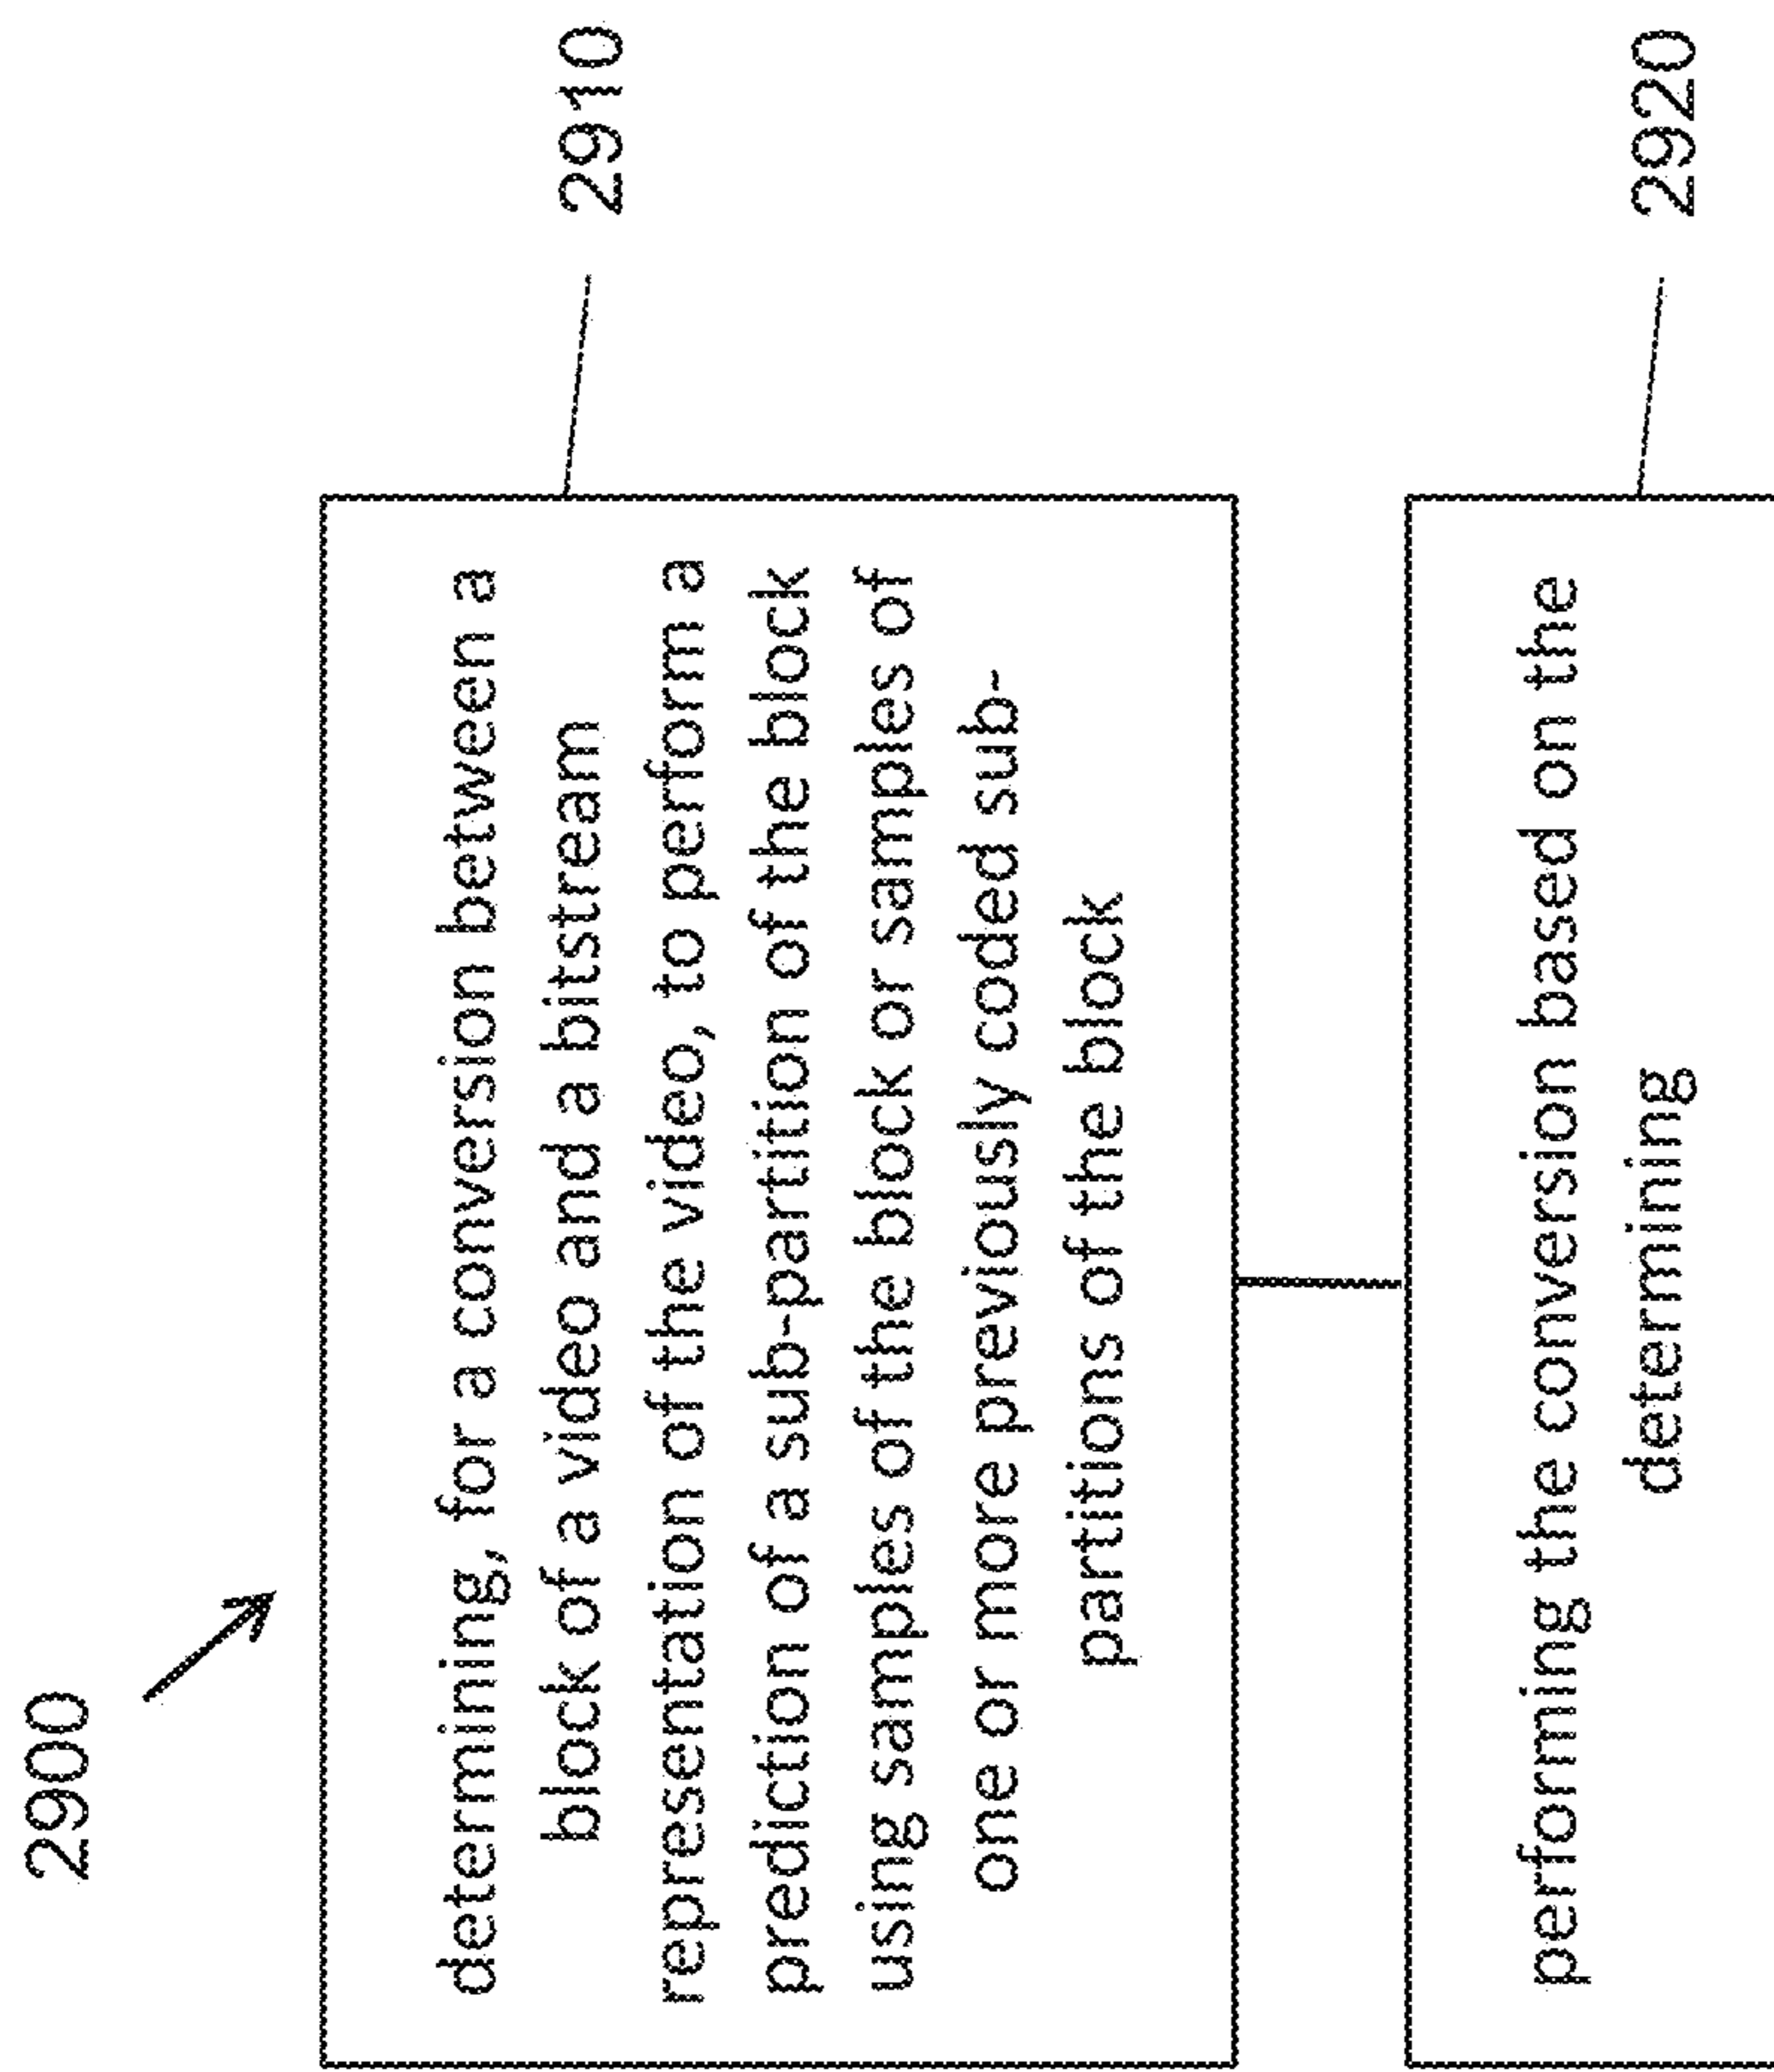 2900
determining, for a conversion between a
block of a video and a bitstream
representation of the video, to perform a
prediction of a sub-partition of the block
using samples of the block or samples of
one or more previously coded sub-
partitions of the block
2910
performing the conversion based on the
determining
2920